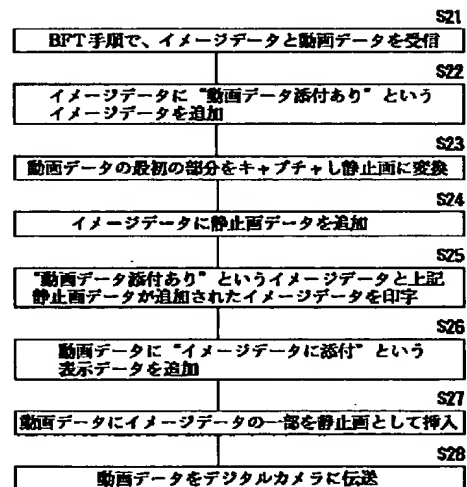 S21
BFT手順で、イメージデータと動画データを受信
S22
イメージデータに“動画データ添付あり”という
イメージデータを追加
S23
動画データの最初の部分をキャプチャし静止画に変換
S24
イメージデータに静止画データを追加
S25
“動画データ添付あり”というイメージデータと上記
静止画データが追加されたイメージデータを印字
S26
動画データに“イメージデータに添付”という
表示データを追加
S27
動画データにイメージデータの一部を静止画として挿入
S28
動画データをデジタルカメラに伝送